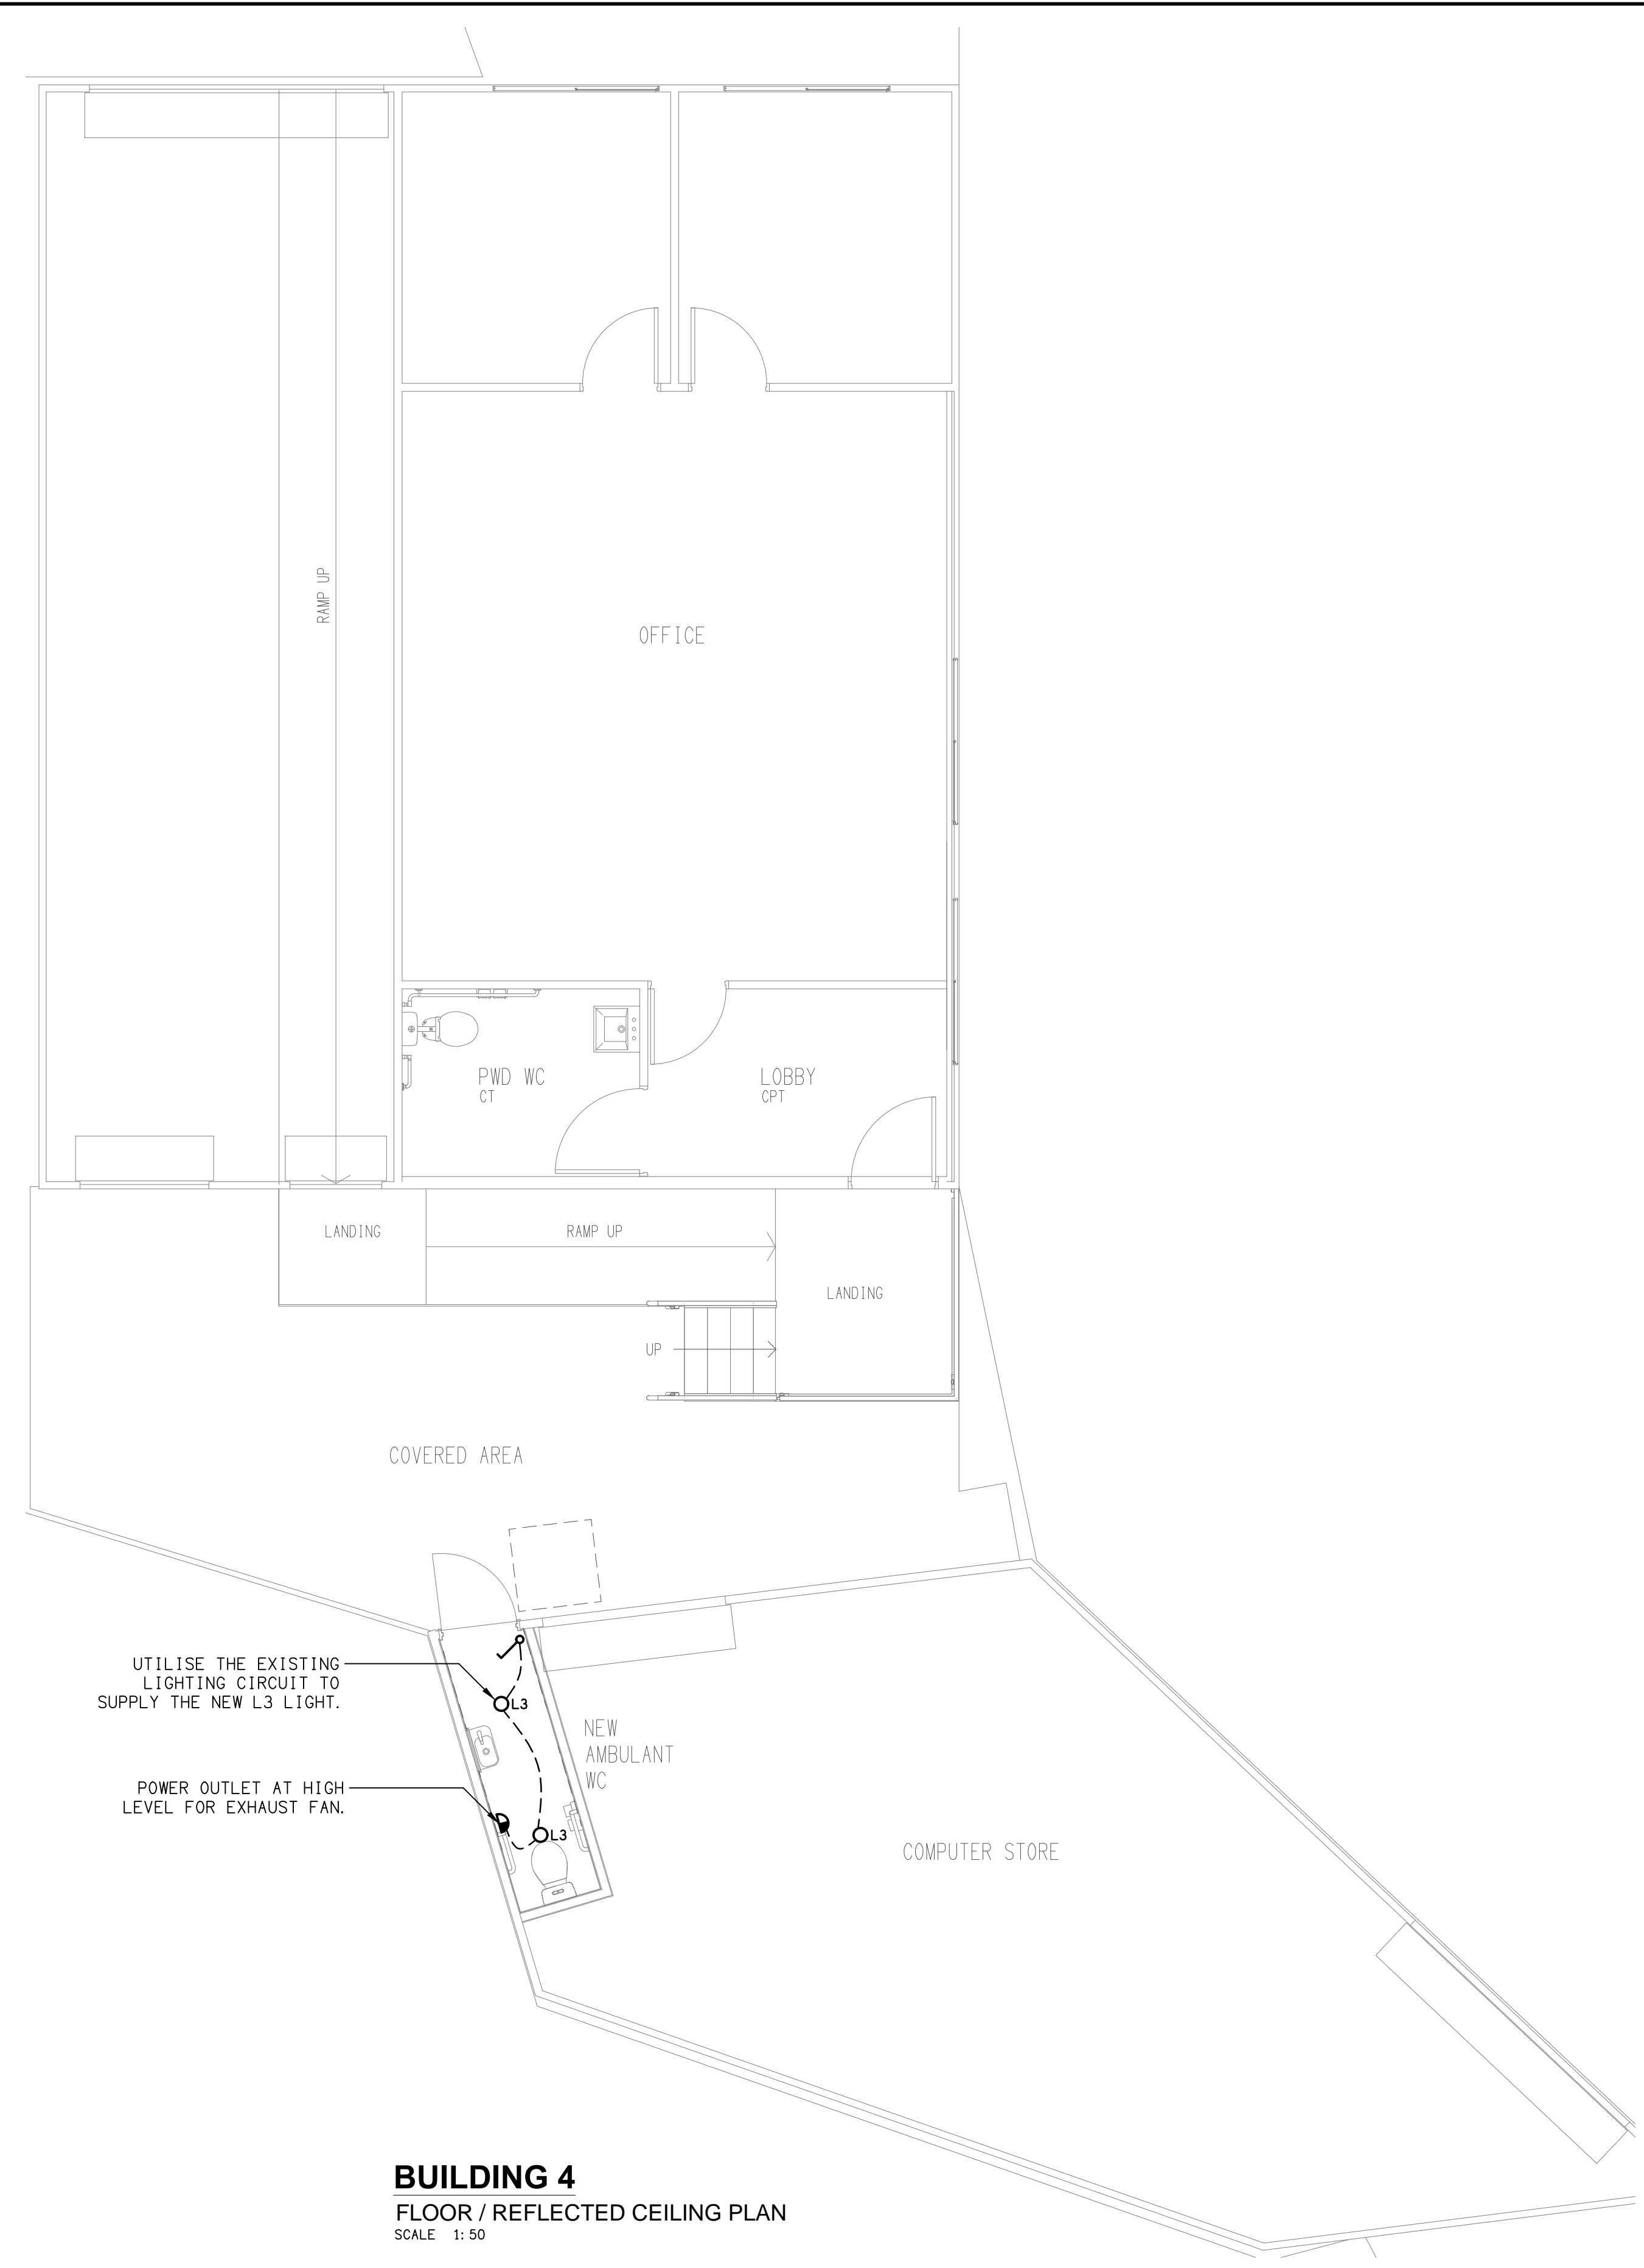 RAMP UP
OFFICE
PWD WC
CT
LOBBY
CPT
LANDING
RAMP UP
LANDING
UP
COVERED AREA
UTILISE THE EXISTING
LIGHTING CIRCUIT TO
SUPPLY THE NEW L3 LIGHT.
L3
NEW
AMBULANT
WC
POWER OUTLET AT HIGH
LEVEL FOR EXHAUST FAN.
L3
COMPUTER STORE
BUILDING 4
FLOOR / REFLECTED CEILING PLAN
SCALE 1:50